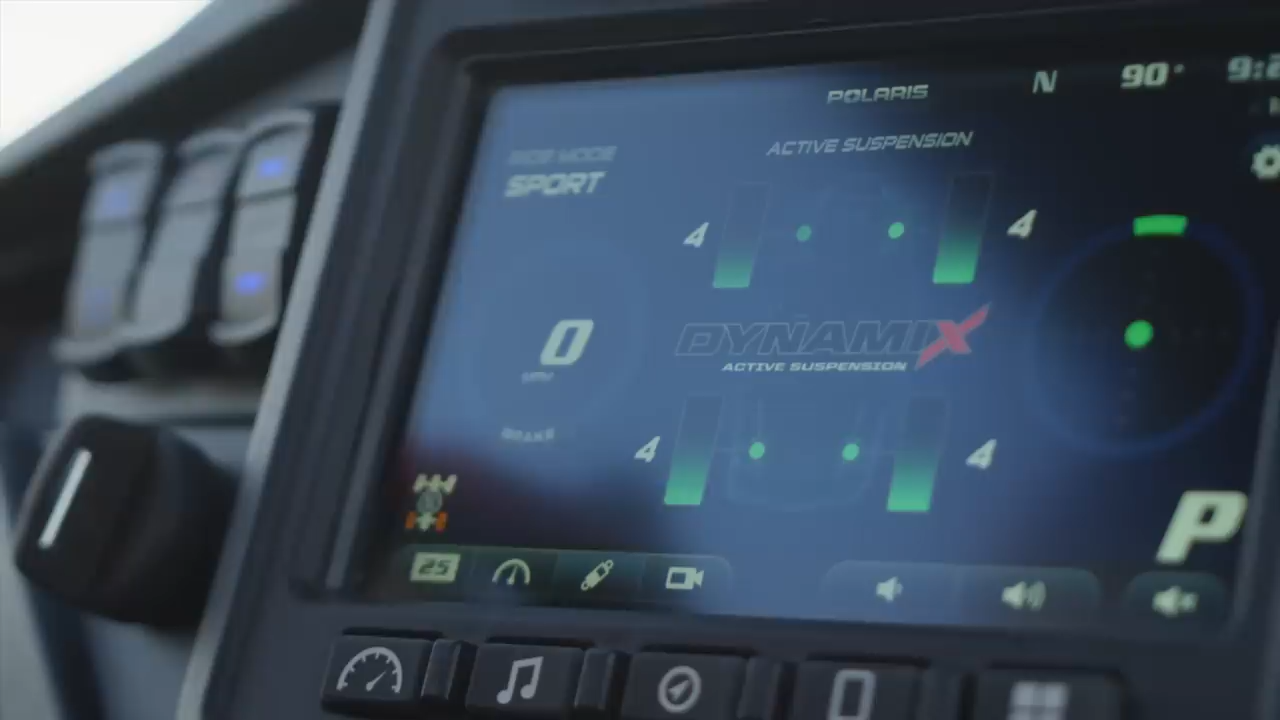 POLARIS N 90° 9:2
ACTIVE SUSPENSION
RIDE MODE
SPORT
4 4
0
MPH
DYNAMIX
ACTIVE SUSPENSION
BRAKE
4 4
P
25